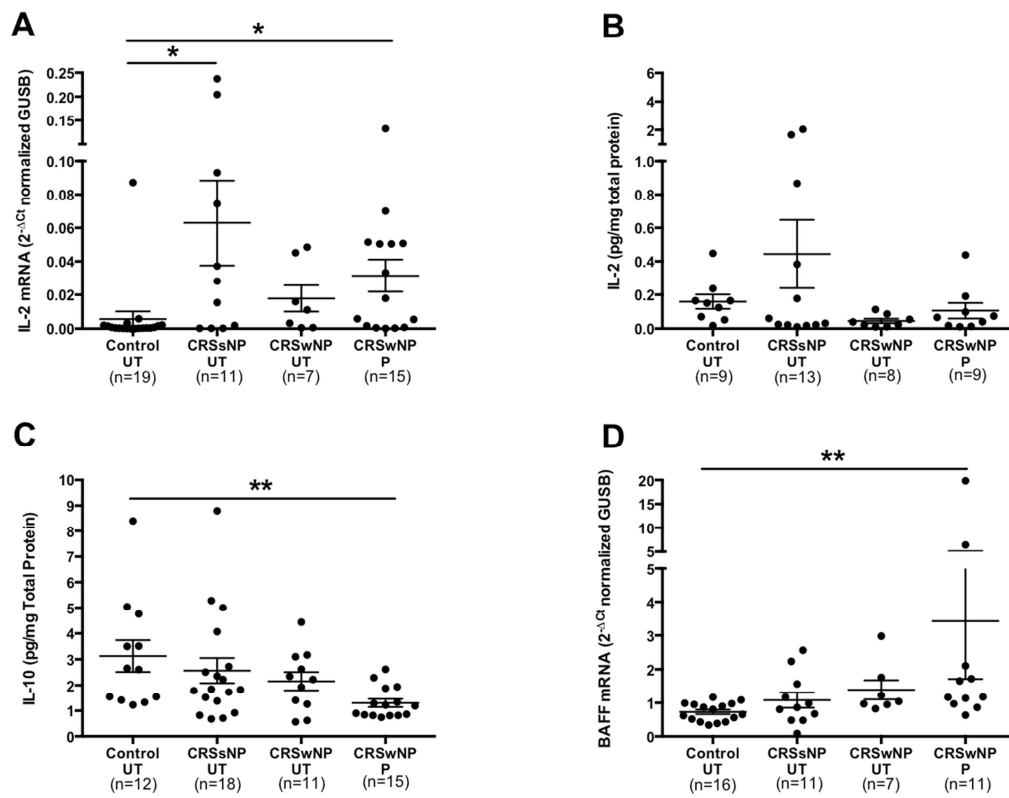 A
*
*
IL-2 mRNA (2-ΔCt normalized GUSB)
0.25
0.20
0.15
0.10
0.08
0.06
0.04
0.02
0.00
Control CRSsNP CRSwNP CRSwNP
UT UT UT P
(n=19) (n=11) (n=7) (n=15)
B
IL-2 (pg/mg total protein)
6
4
2
1.0
0.8
0.6
0.4
0.2
0.0
Control CRSsNP CRSwUT CRSwNP
UT UT UT P
(n=9) (n=13) (n=8) (n=9)
C
**
IL-10 (pg/mg Total Protein)
10
9
8
7
6
5
4
3
2
1
0
Control CRSsNP CRSwNP CRSwNP
UT UT UT P
(n=12) (n=18) (n=11) (n=15)
D
**
BAFF mRNA (2-ΔCt normalized GUSB)
20
15
10
5
5
4
3
2
1
0
Control CRSsNP CRSwNP CRSwNP
UT UT UT P
(n=16) (n=11) (n=7) (n=11)